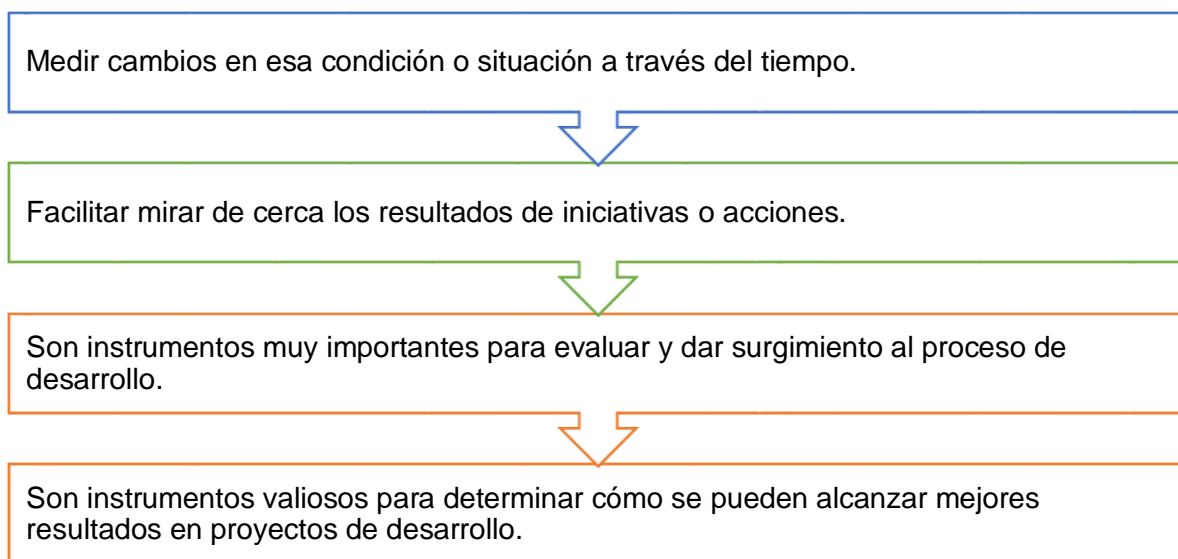 Medir cambios en esa condición o situación a través del tiempo.
Facilitar mirar de cerca los resultados de iniciativas o acciones.
Son instrumentos muy importantes para evaluar y dar surgimiento al proceso de
desarrollo.
Son instrumentos valiosos para determinar cómo se pueden alcanzar mejores
resultados en proyectos de desarrollo.